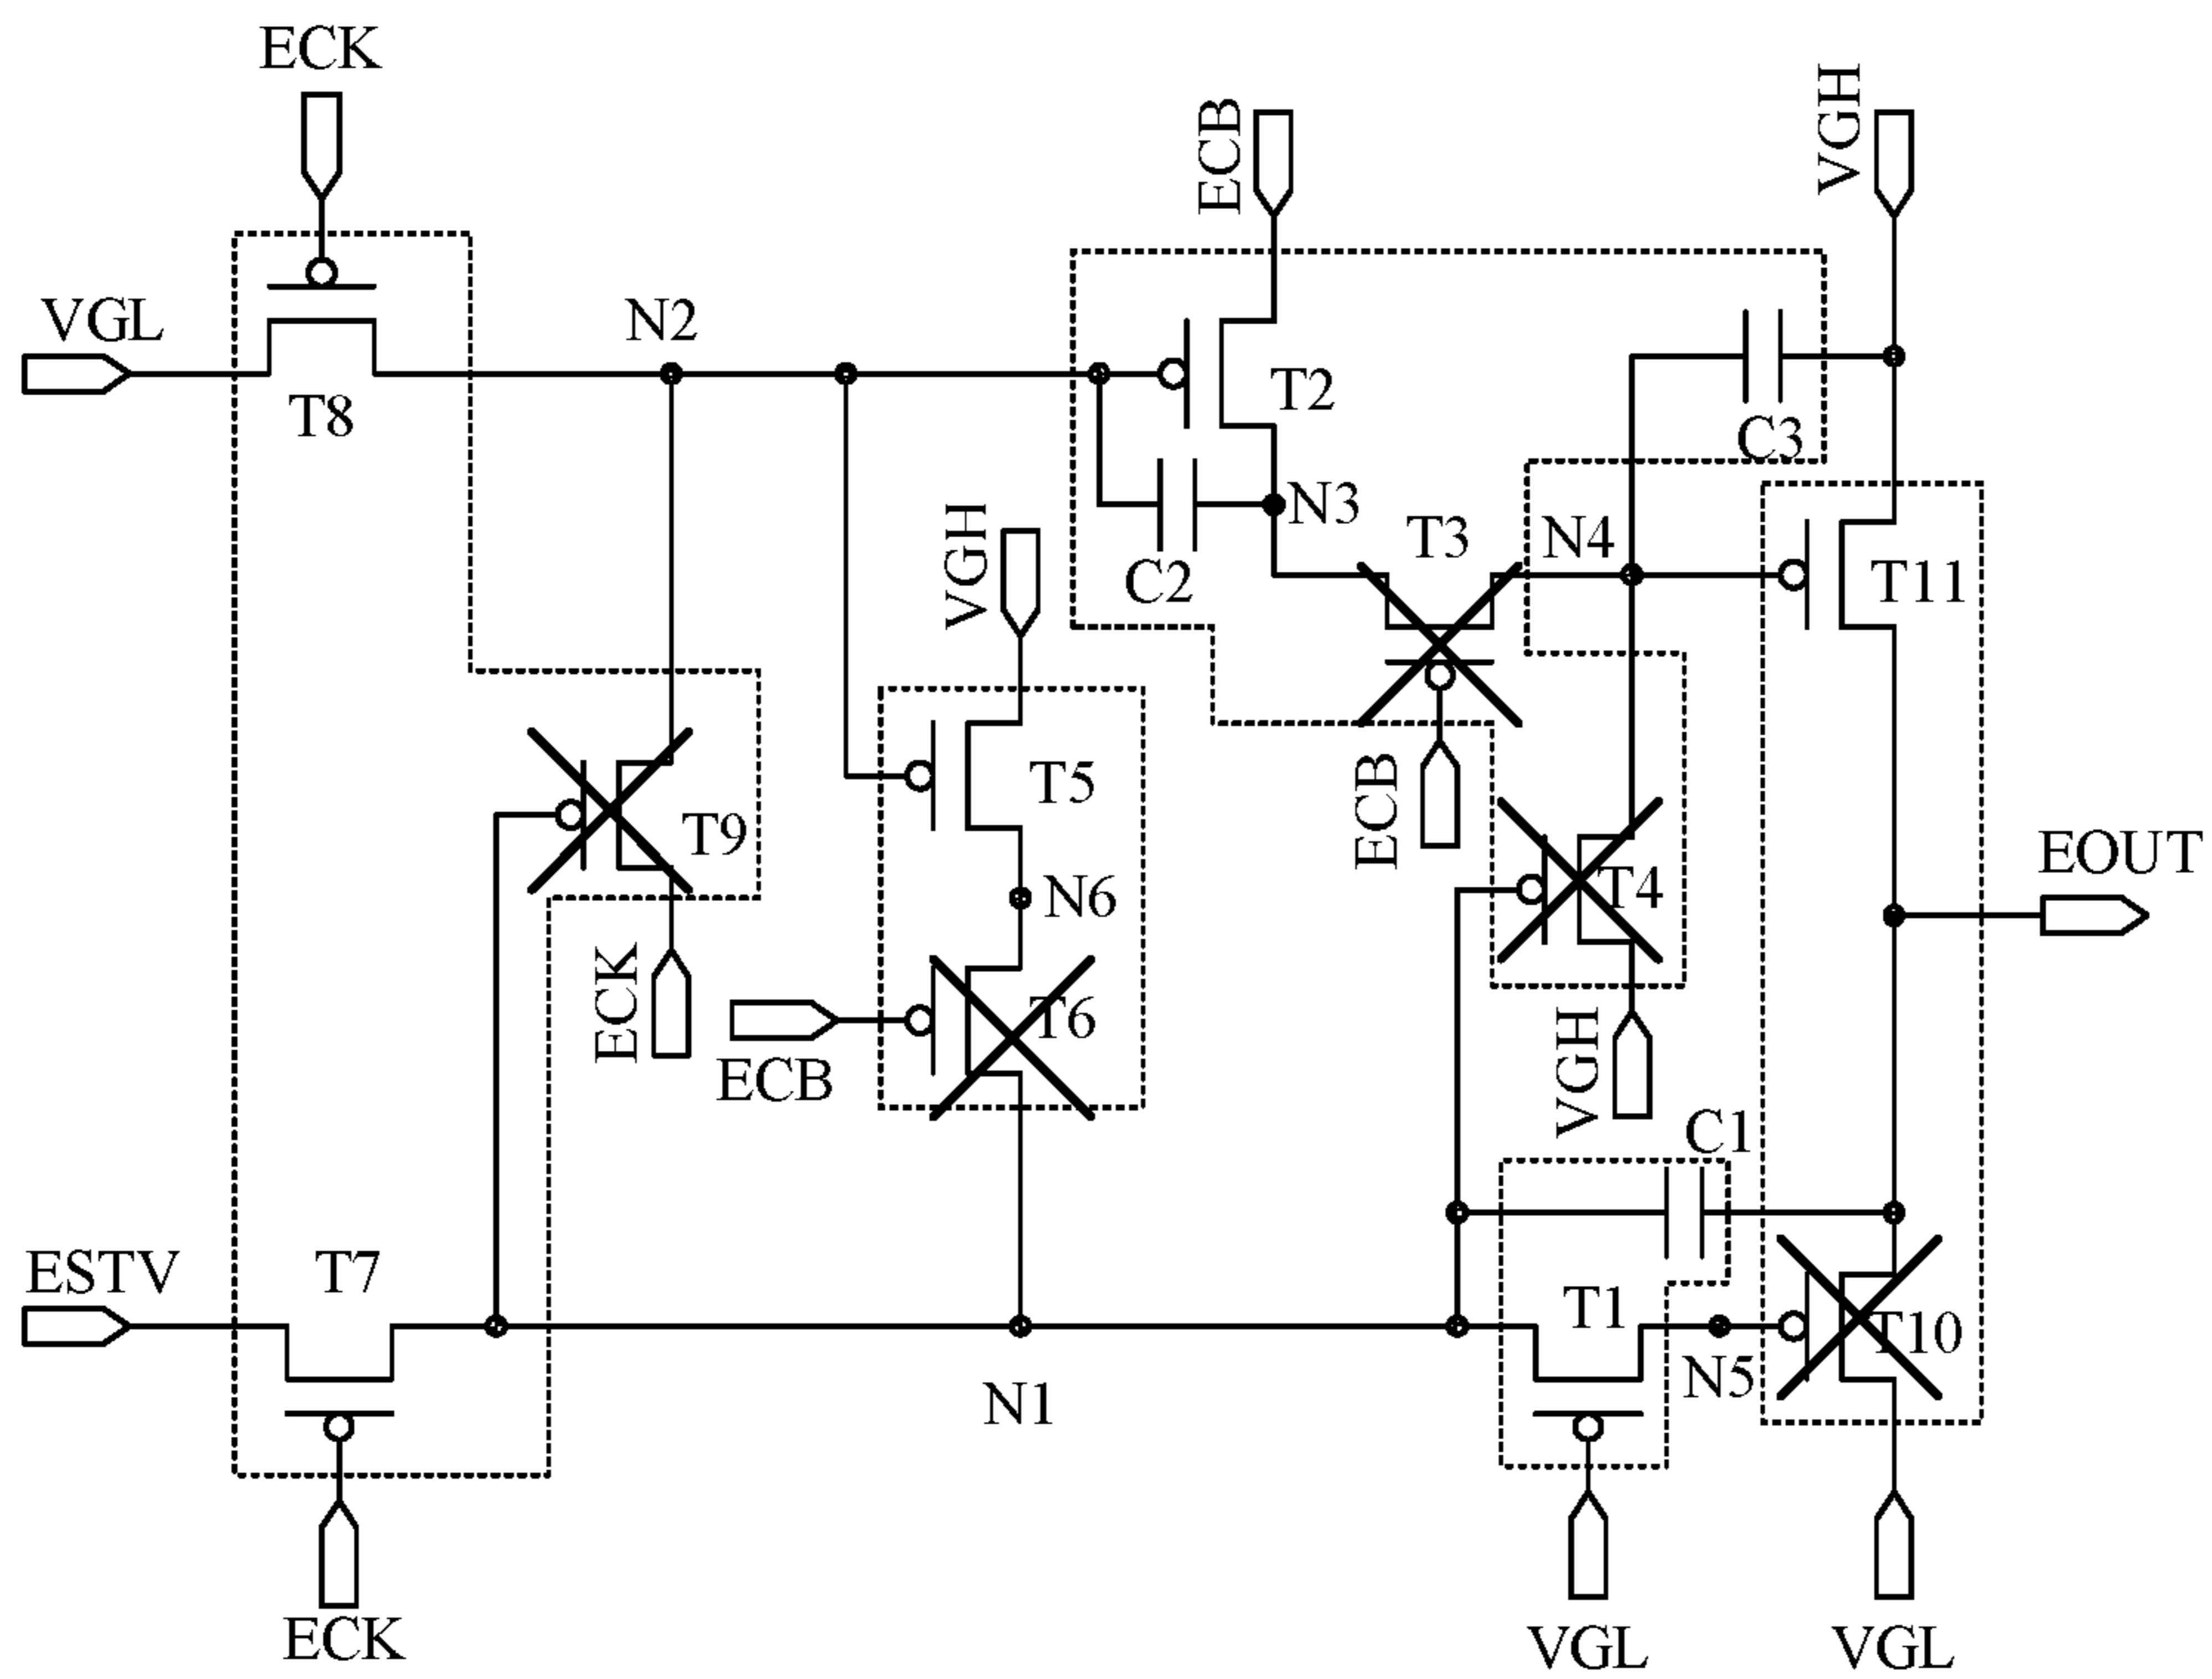 ECK
ECB
VGH
VGL
N2
T8
T2
C3
N3
T3
N4
C2
T11
VGH
T5
T9
ECB
T4
EOUT
N6
ECK
T6
ECB
VGH
C1
ESTV
T7
T1
T10
N5
N1
ECK
VGL
VGL